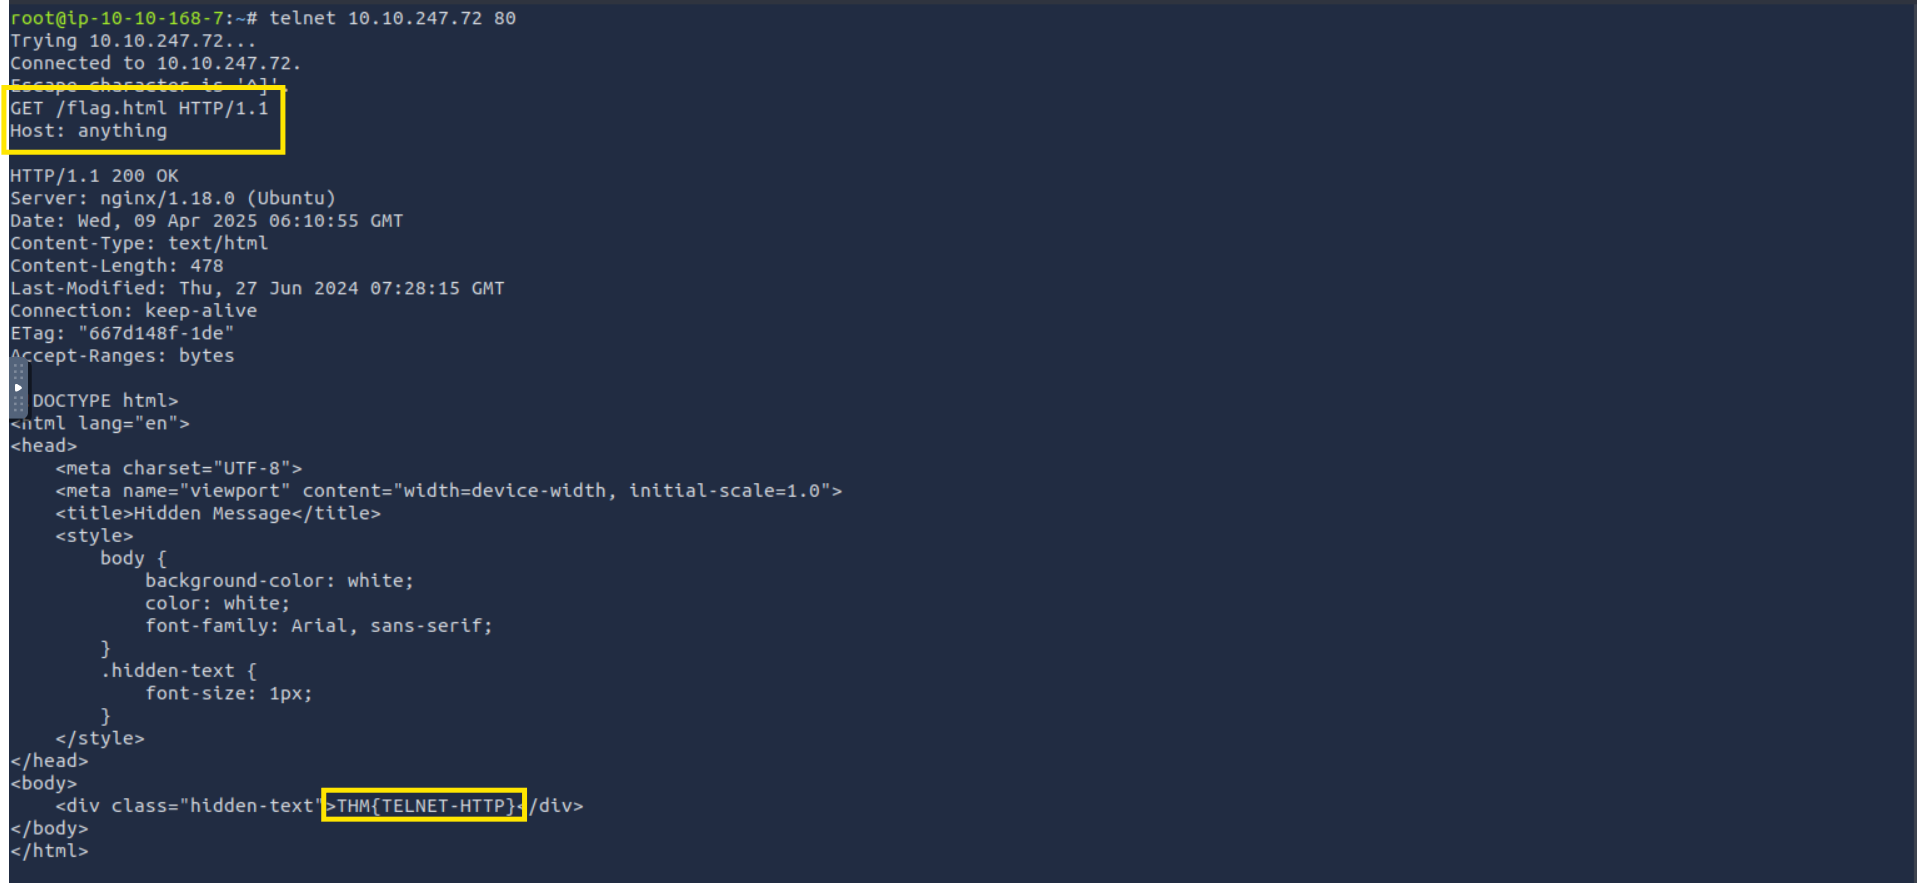 root@ip-10-10-168-7:~# telnet 10.10.247.72 80
Trying 10.10.247.72...
Connected to 10.10.247.72.
Escape character is '^]'.
GET /flag.html HTTP/1.1
Host: anything

HTTP/1.1 200 OK
Server: nginx/1.18.0 (Ubuntu)
Date: Wed, 09 Apr 2025 06:10:55 GMT
Content-Type: text/html
Content-Length: 478
Last-Modified: Thu, 27 Jun 2024 07:28:15 GMT
Connection: keep-alive
ETag: "667d148f-1de"
Accept-Ranges: bytes

DOCTYPE html>
<html lang="en">
<head>
    <meta charset="UTF-8">
    <meta name="viewport" content="width=device-width, initial-scale=1.0">
    <title>Hidden Message</title>
    <style>
        body {
            background-color: white;
            color: white;
            font-family: Arial, sans-serif;
        }
        .hidden-text {
            font-size: 1px;
        }
    </style>
</head>
<body>
    <div class="hidden-text">THM{TELNET-HTTP}</div>
</body>
</html>